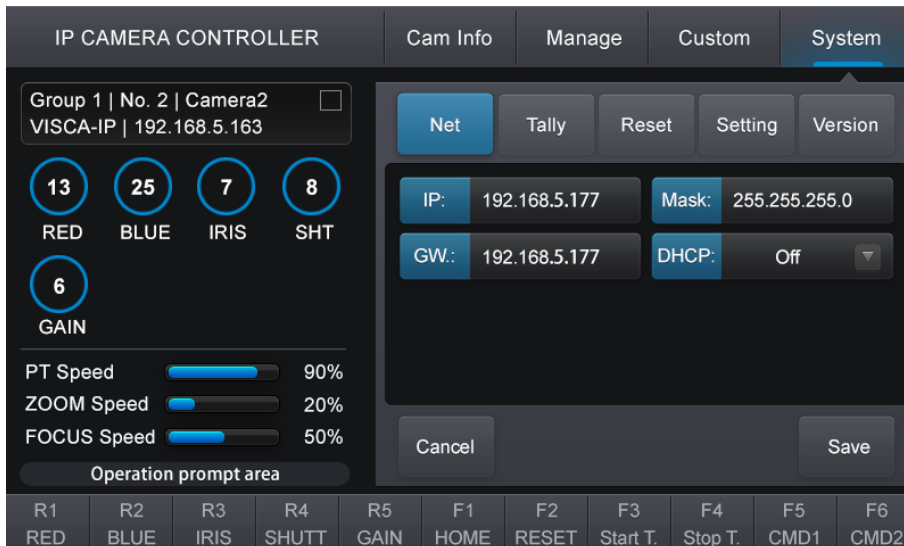 IP CAMERA CONTROLLER
Cam Info
Manage
Custom
System
Group 1 | No. 2 | Camera2
VISCA-IP | 192.168.5.163
13
25
7
8
RED
BLUE
IRIS
SHT
6
GAIN
PT Speed 90%
ZOOM Speed 20%
FOCUS Speed 50%
Operation prompt area
Net
Tally
Reset
Setting
Version
IP: 192.168.5.177
Mask: 255.255.255.0
GW.: 192.168.5.177
DHCP: Off
Cancel
Save
R1 R2 R3 R4 R5 F1 F2 F3 F4 F5 F6
RED BLUE IRIS SHUTT GAIN HOME RESET Start T. Stop T. CMD1 CMD2